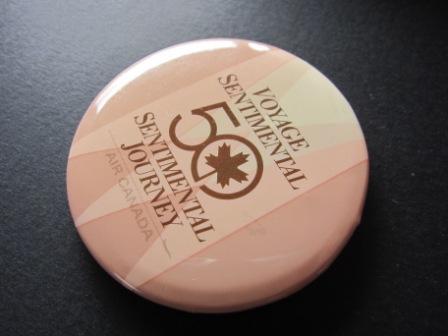 VOYAGE
SENTIMENTAL
50
SENTIMENTAL
JOURNEY
AIR CANADA